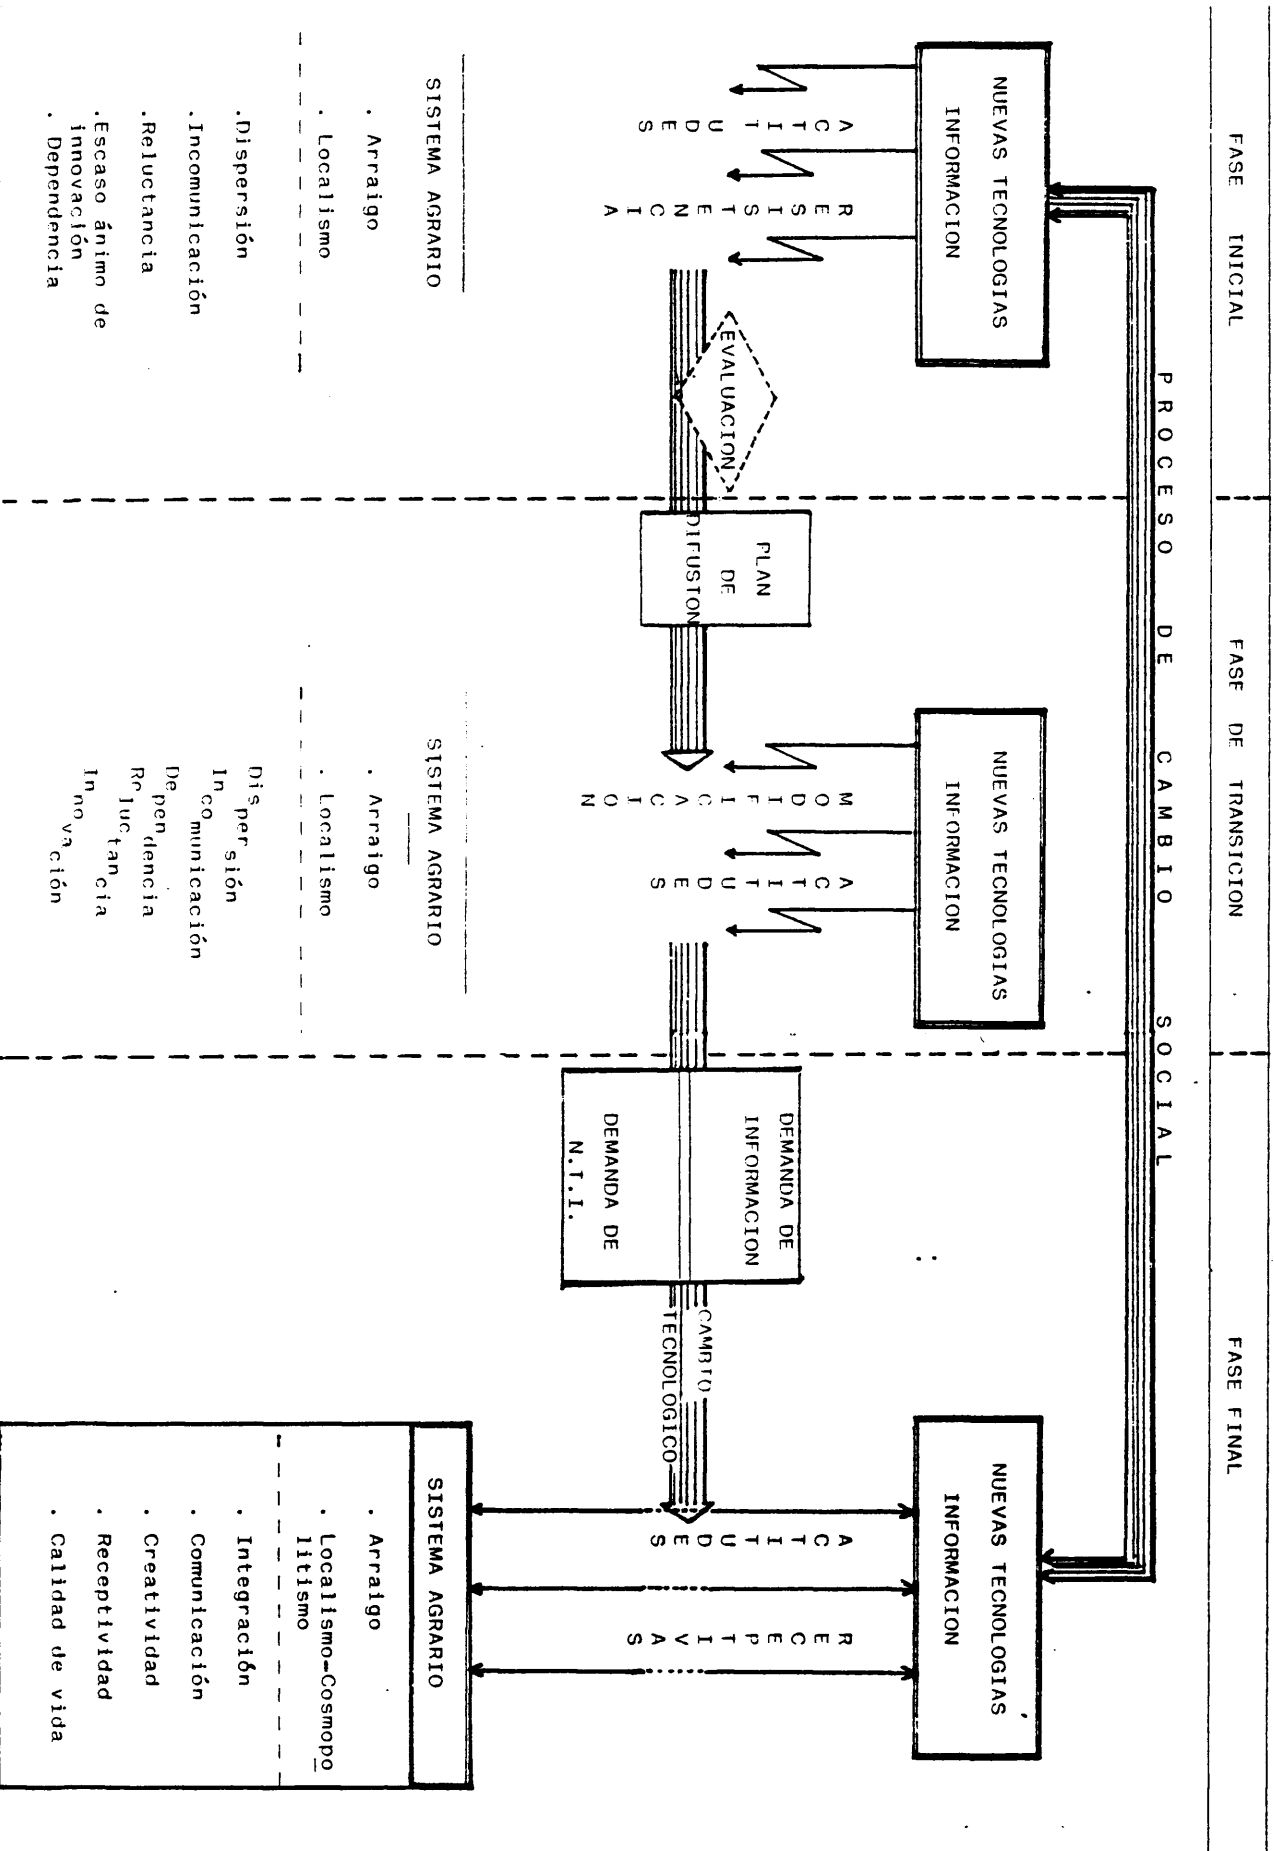 FASE INICIAL
FASE DE TRANSICION
FASE FINAL
PROCESO DE CAMBIO SOCIAL
NUEVAS TECNOLOGIAS
INFORMACION
ACTITUDES
RESISTENCIA
EVALUACION
SISTEMA AGRARIO
. Arraigo
. Localismo
.Dispersión
.Incomunicación
.Reluctancia
.Escaso ánimo de
innovación
. Dependencia
PLAN
DE
DIFUSION
NUEVAS TECNOLOGIAS
INFORMACION
MODIFICACION
ACTITUDES
SISTEMA AGRARIO
. Arraigo
. Localismo
Dispersión
Incomunicación
Dependencia
Reluctancia
Innovación
DEMANDA DE
INFORMACION
DEMANDA DE
N.T.I.
CAMBIO
TECNOLOGICO
NUEVAS TECNOLOGIAS
INFORMACION
ACTITUDES
RECEPTIVAS
SISTEMA AGRARIO
. Arraigo
. Localismo-Cosmopo
litismo
. Integración
. Comunicación
. Creatividad
. Receptividad
. Calidad de vida